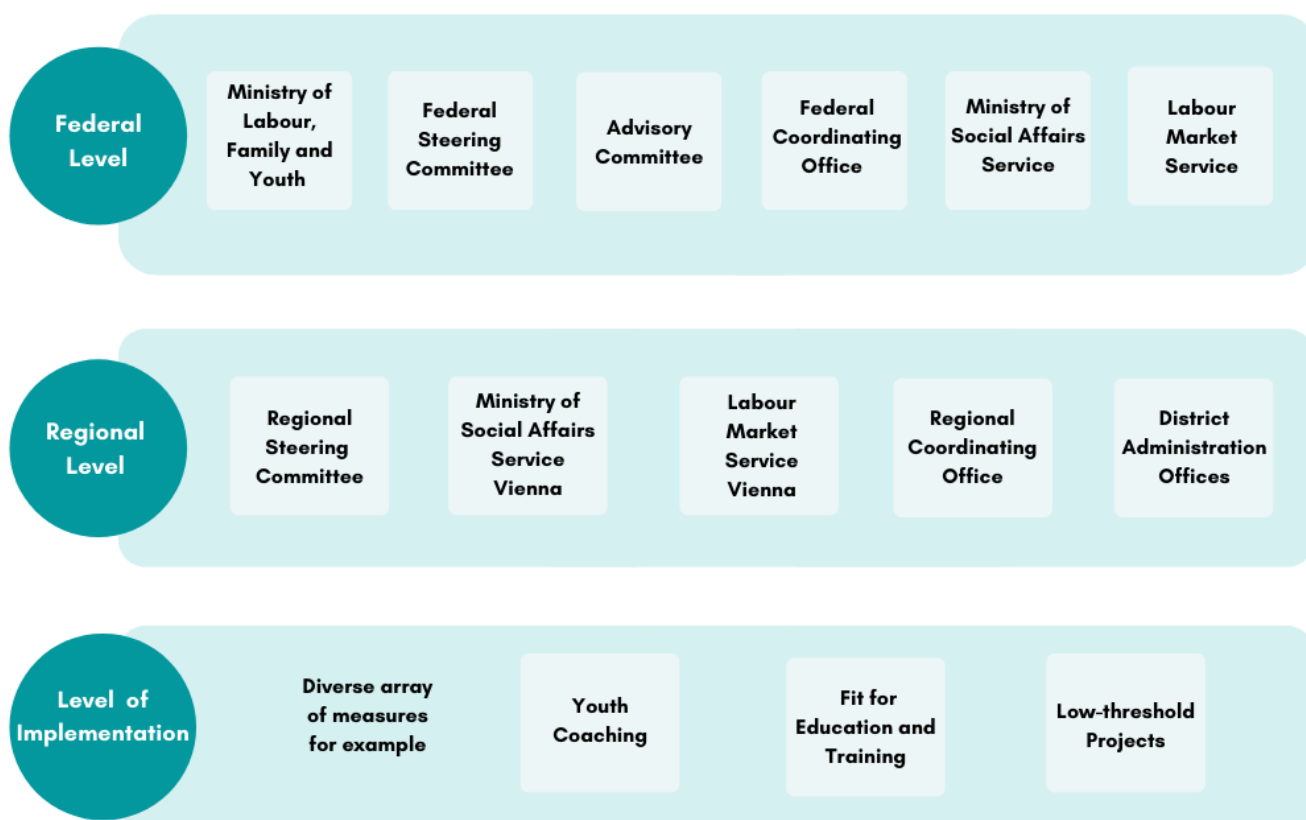 Federal
Level
Ministry of
Labour,
Family and
Youth
Federal
Steering
Committee
Advisory
Committee
Federal
Coordinating
Office
Ministry of
Social Affairs
Service
Labour
Market
Service
Regional
Level
Regional
Steering
Committee
Ministry of
Social Affairs
Service
Vienna
Labour
Market
Service
Vienna
Regional
Coordinating
Office
District
Administration
Offices
Level of
Implementation
Diverse array
of measures
for example
Youth
Coaching
Fit for
Education and
Training
Low-threshold
Projects